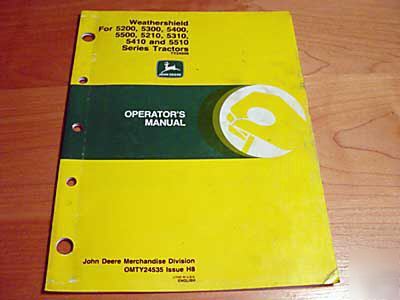 Weathershield
For 5200, 5300, 5400,
5500, 5210, 5310,
5410 and 5510
Series Tractors
JOHN DEERE
OPERATOR'S
MANUAL
John Deere Merchandise Division
OMTY24535 Issue H8
ENGLISH